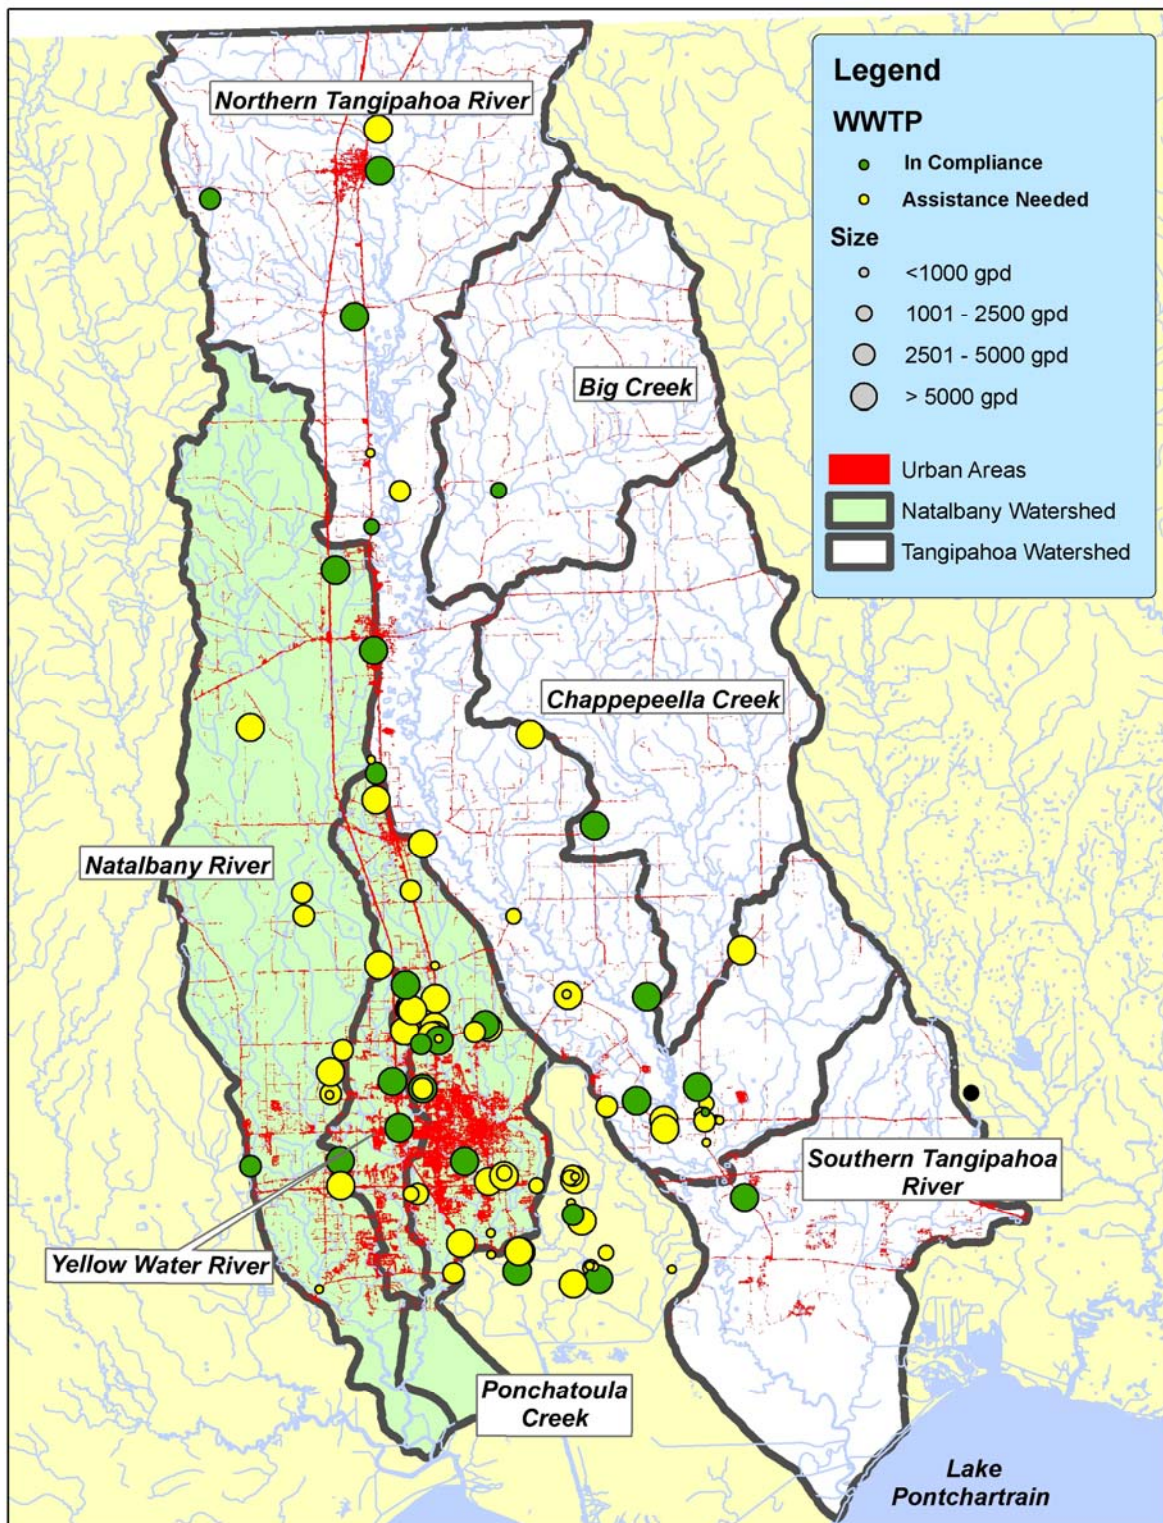 Northern Tangipahoa River
Legend
WWTP
In Compliance
Assistance Needed
Size
<1000 gpd
1001 - 2500 gpd
2501 - 5000 gpd
> 5000 gpd
Urban Areas
Natalbany Watershed
Tangipahoa Watershed
Big Creek
Chappepeella Creek
Natalbany River
Southern Tangipahoa
River
Yellow Water River
Ponchatoula
Creek
Lake
Pontchartrain